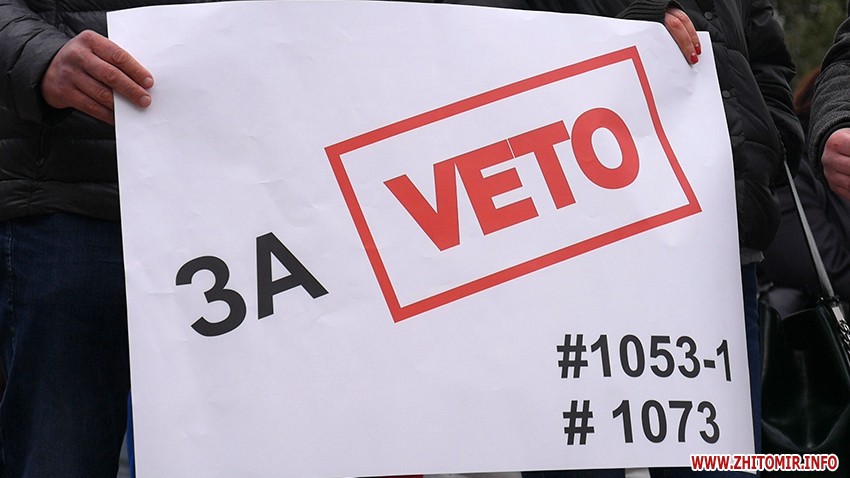 ЗА VETO
#1053-1
# 1073
WWW.ZHITOMIR.INFO